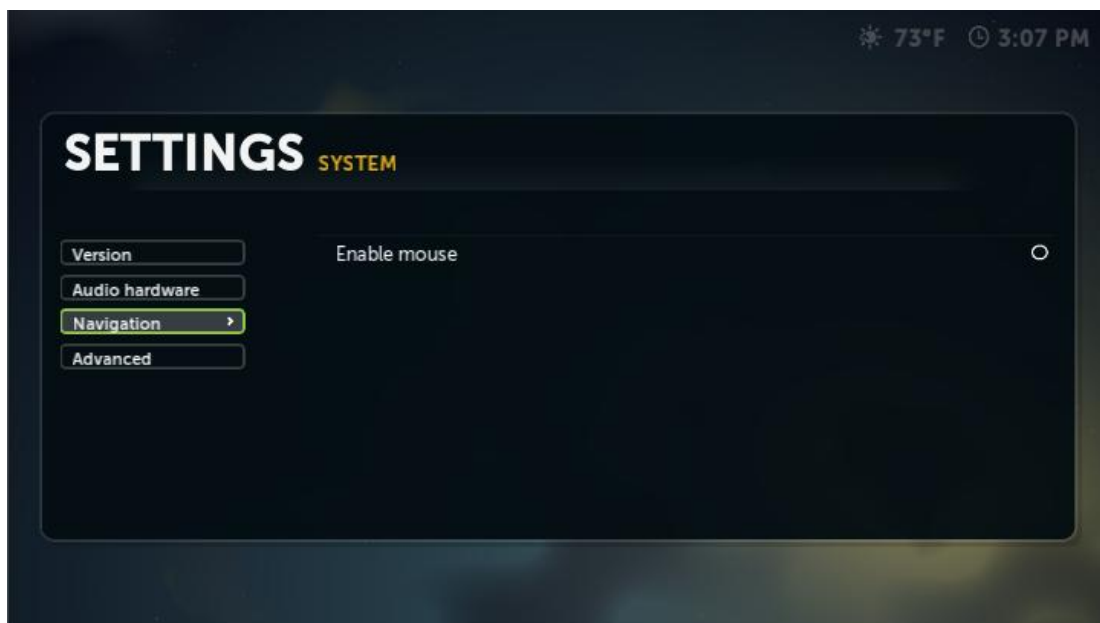 73°F 3:07 PM
SETTINGS SYSTEM
Version
Enable mouse
Audio hardware
Navigation
Advanced